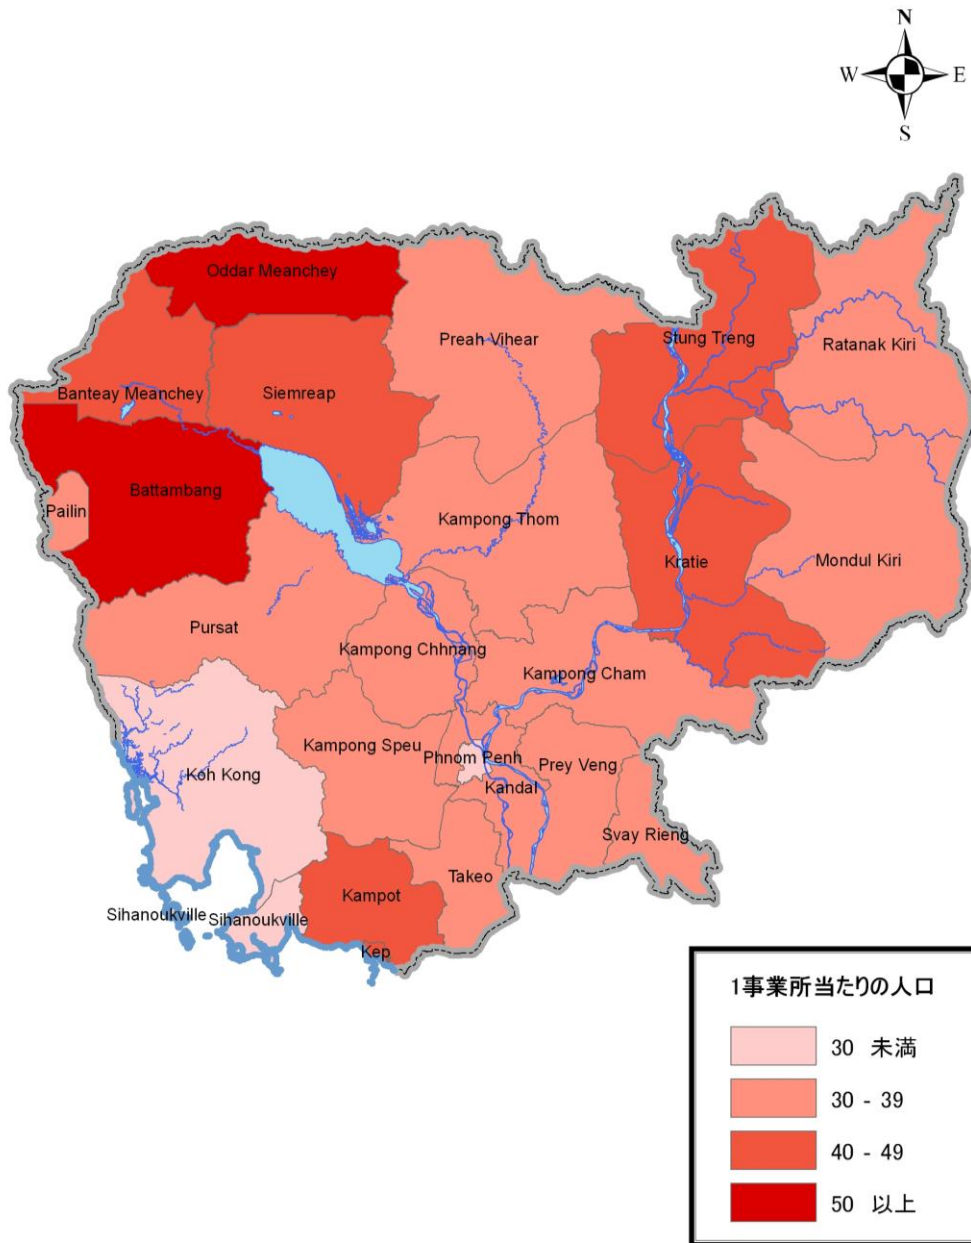 N
W E
S
Oddar Meanchey
Preah Vihear
Stung Treng
Ratanak Kiri
Banteay Meanchey
Siemreap
Battambang
Pailin
Kampong Thom
Kratie
Mondul Kiri
Pursat
Kampong Chhnang
Kampong Cham
Kampong Speu
Phnom Penh
Prey Veng
Koh Kong
Kandal
Svay Rieng
Takeo
Kampot
Sihanoukville
Sihanoukville
Kep
1事業所当たりの人口
30 未満
30 - 39
40 - 49
50 以上